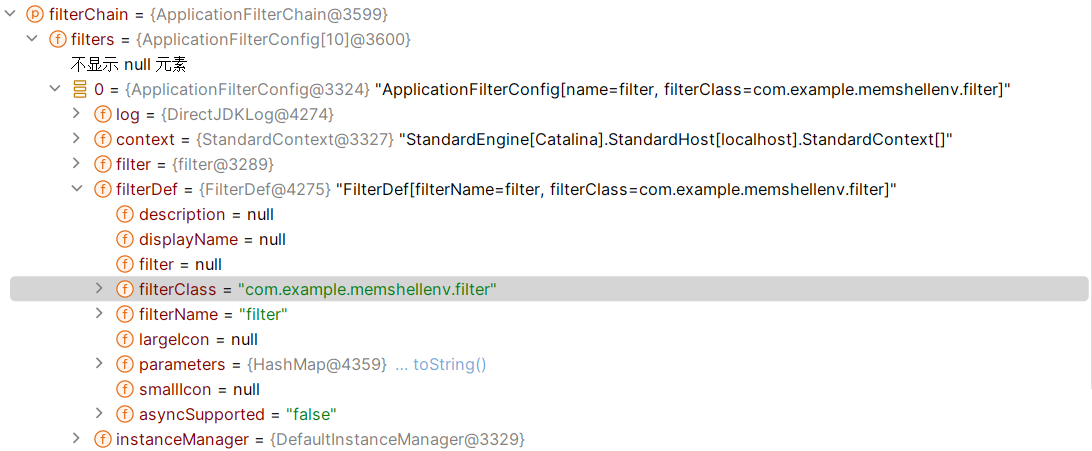 filterChain = {ApplicationFilterChain@3599}
filters = {ApplicationFilterConfig[10]@3600}
不显示 null 元素
0 = {ApplicationFilterConfig@3324} "ApplicationFilterConfig[name=filter, filterClass=com.example.memshellenv.filter]"
log = {DirectJDKLog@4274}
context = {StandardContext@3327} "StandardEngine[Catalina].StandardHost[localhost].StandardContext[]"
filter = {filter@3289}
filterDef = {FilterDef@4275} "FilterDef[filterName=filter, filterClass=com.example.memshellenv.filter]"
description = null
displayName = null
filter = null
filterClass = "com.example.memshellenv.filter"
filterName = "filter"
largeIcon = null
parameters = {HashMap@4359} ... toString()
smallIcon = null
asyncSupported = "false"
instanceManager = {DefaultInstanceManager@3329}